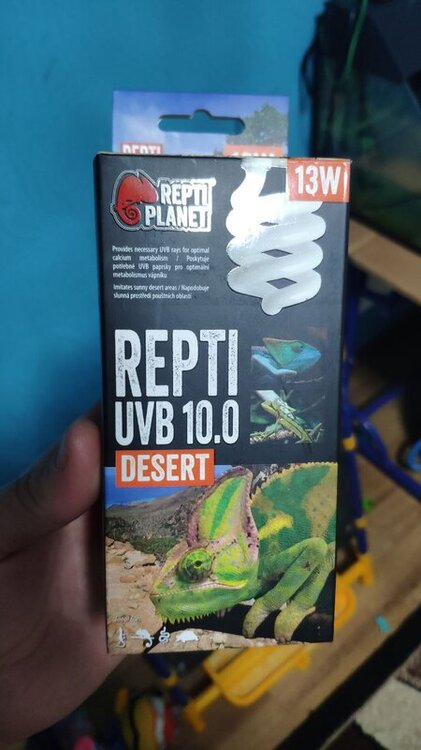 REPTI
13W
REPTI
PLANET
Provides necessary UVB rays for optimal
calcium metabolism / Poskytuje
potřebné UVB paprsky pro optimální
metabolismus vápníku
Imitates sunny desert areas / Napodobuje
slunná prostředí pouštních oblastí
REPTI
UVB 10.0
DESERT